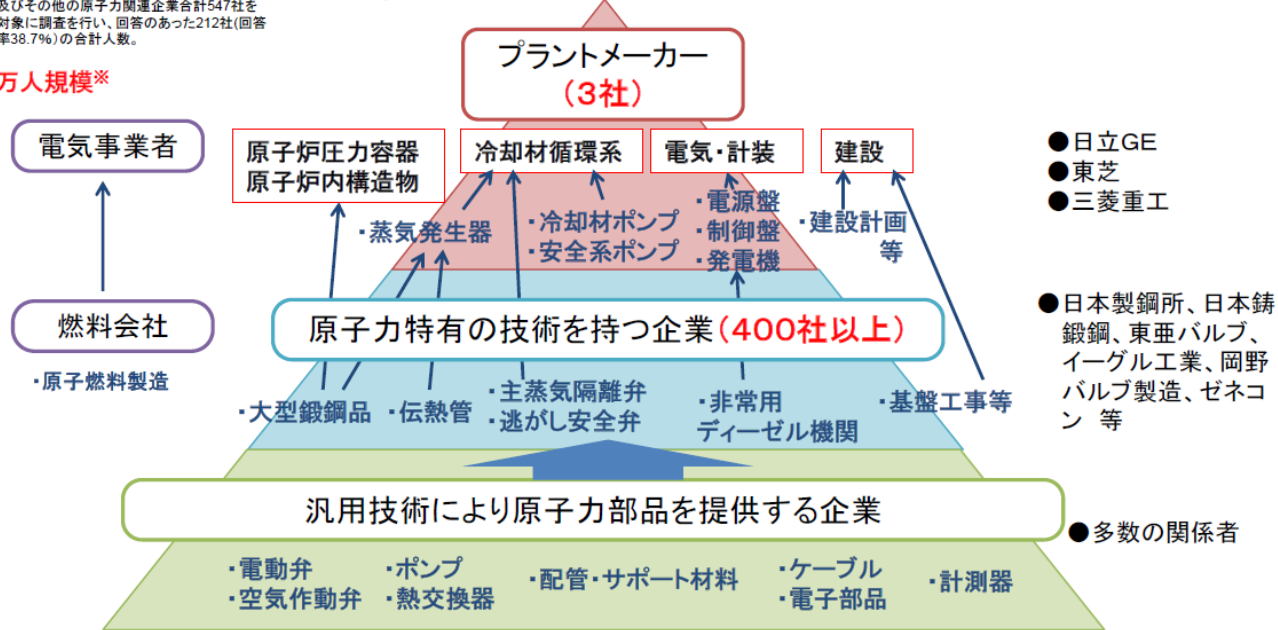 及びその他の原子力関連企業合計547社を
対象に調査を行い、回答のあった212社(回答
率38.7%)の合計人数。
万人規模※
プラントメーカー
(3社)
電気事業者
原子炉圧力容器
原子炉内構造物
冷却材循環系
電気・計装
建設
・蒸気発生器
・冷却材ポンプ
・安全系ポンプ
・電源盤
・制御盤
・発電機
・建設計画
等
●日立GE
●東芝
●三菱重工
燃料会社
・原子燃料製造
原子力特有の技術を持つ企業(400社以上)
・大型鍛鋼品
・伝熱管
・主蒸気隔離弁
・逃がし安全弁
・非常用
ディーゼル機関
・基盤工事等
●日本製鋼所、日本鋳
鍛鋼、東亜バルブ、
イーグル工業、岡野
バルブ製造、ゼネコ
ン 等
汎用技術により原子力部品を提供する企業
・電動弁
・空気作動弁
・ポンプ
・熱交換器
・配管・サポート材料
・ケーブル
・電子部品
・計測器
●多数の関係者